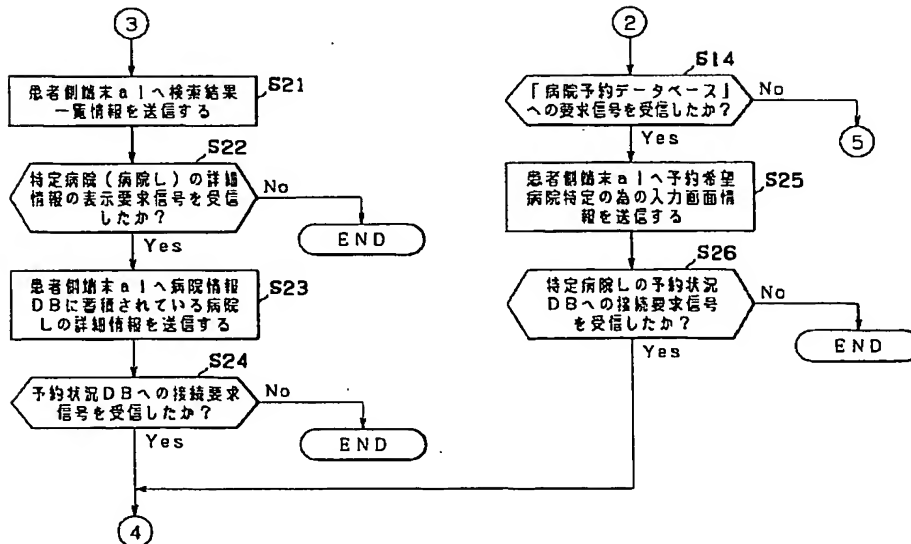 3
S21
患者側端末a1へ検索結果
一覧情報を送信する
S22
特定病院（病院L）の詳細
情報の表示要求信号を受信
したか？
No
END
Yes
患者側端末a1へ病院情報
DBに蓄積されている病院
Lの詳細情報を送信する
S23
S24
予約状況DBへの接続要求
信号を受信したか？
No
END
Yes
4
2
S14
「病院予約データベース」
への要求信号を受信したか？
No
5
Yes
患者側端末a1へ予約希望
病院特定の為の入力画面情
報を送信する
S25
S26
特定病院Lの予約状況
DBへの接続要求信号
を受信したか？
No
END
Yes